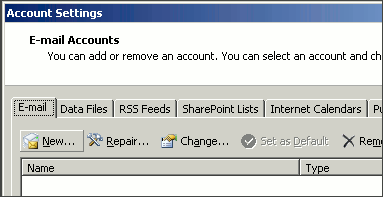 Account Settings
E-mail Accounts
You can add or remove an account. You can select an account and ch
E-mail Data Files RSS Feeds SharePoint Lists Internet Calendars Pu
New... Repair... Change... Set as Default Remo
Name Type